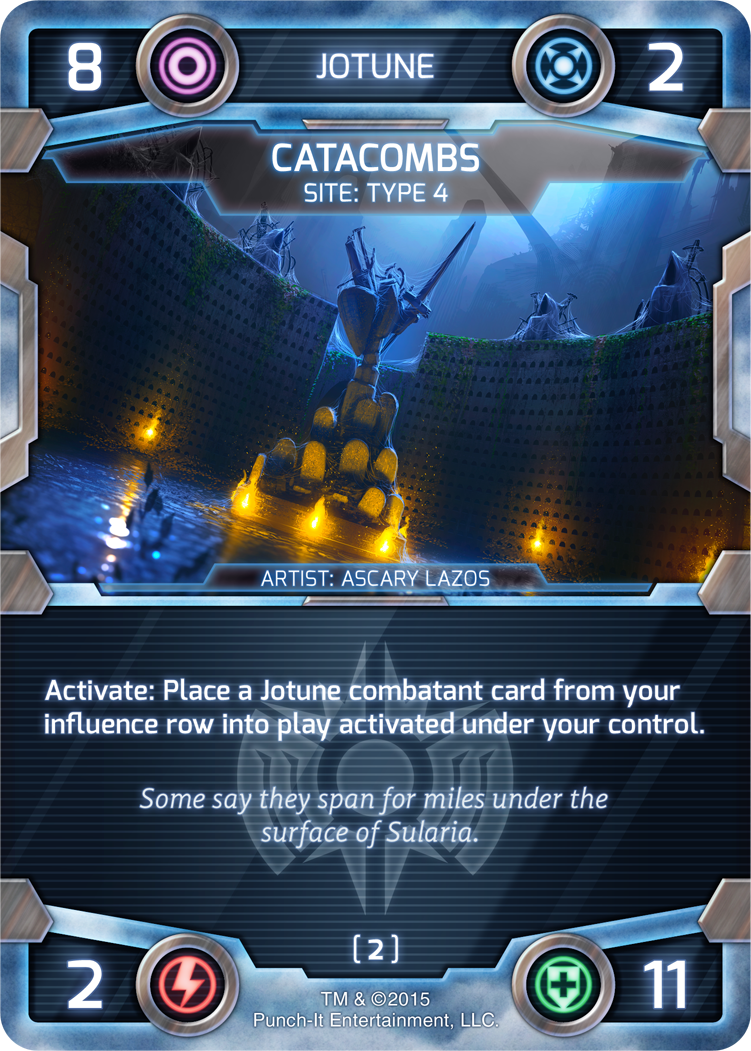 8 JOTUNE 2
CATACOMBS
SITE: TYPE 4
ARTIST: ASCARY LAZOS
Activate: Place a Jotune combatant card from your
influence row into play activated under your control.
Some say they span for miles under the
surface of Sularia.
[2]
2 11
TM & ©2015
Punch-It Entertainment, LLC.